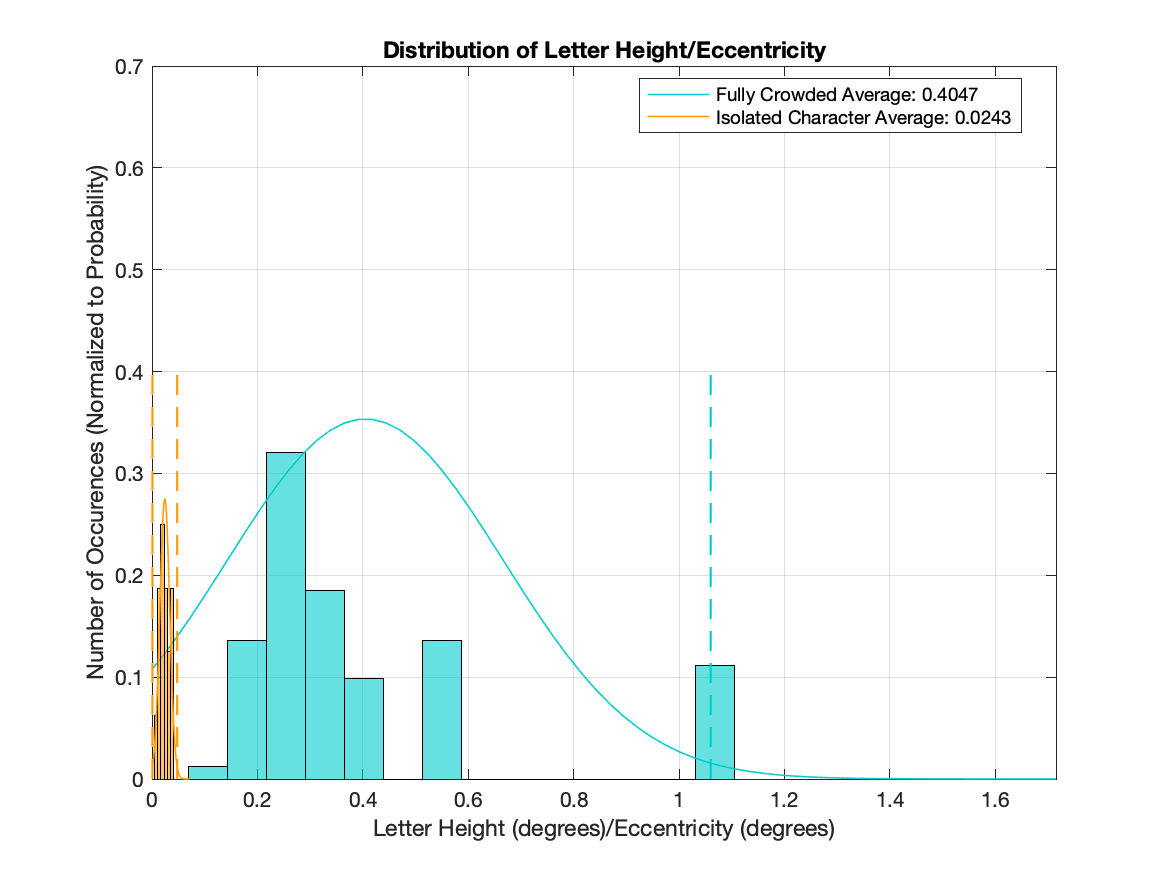 Distribution of Letter Height/Eccentricity
Fully Crowded Average: 0.4047
Isolated Character Average: 0.0243
Number of Occurences (Normalized to Probability)
0.7
0.6
0.5
0.4
0.3
0.2
0.1
0
0 0.2 0.4 0.6 0.8 1 1.2 1.4 1.6
Letter Height (degrees)/Eccentricity (degrees)